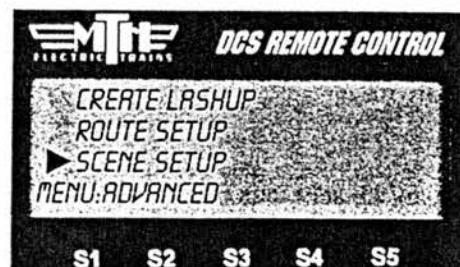 MTH
ELECTRIC TRAINS
DCS REMOTE CONTROL
CREATE LASHUP
ROUTE SETUP
SCENE SETUP
MENU:ADVANCED
S1 S2 S3 S4 S5